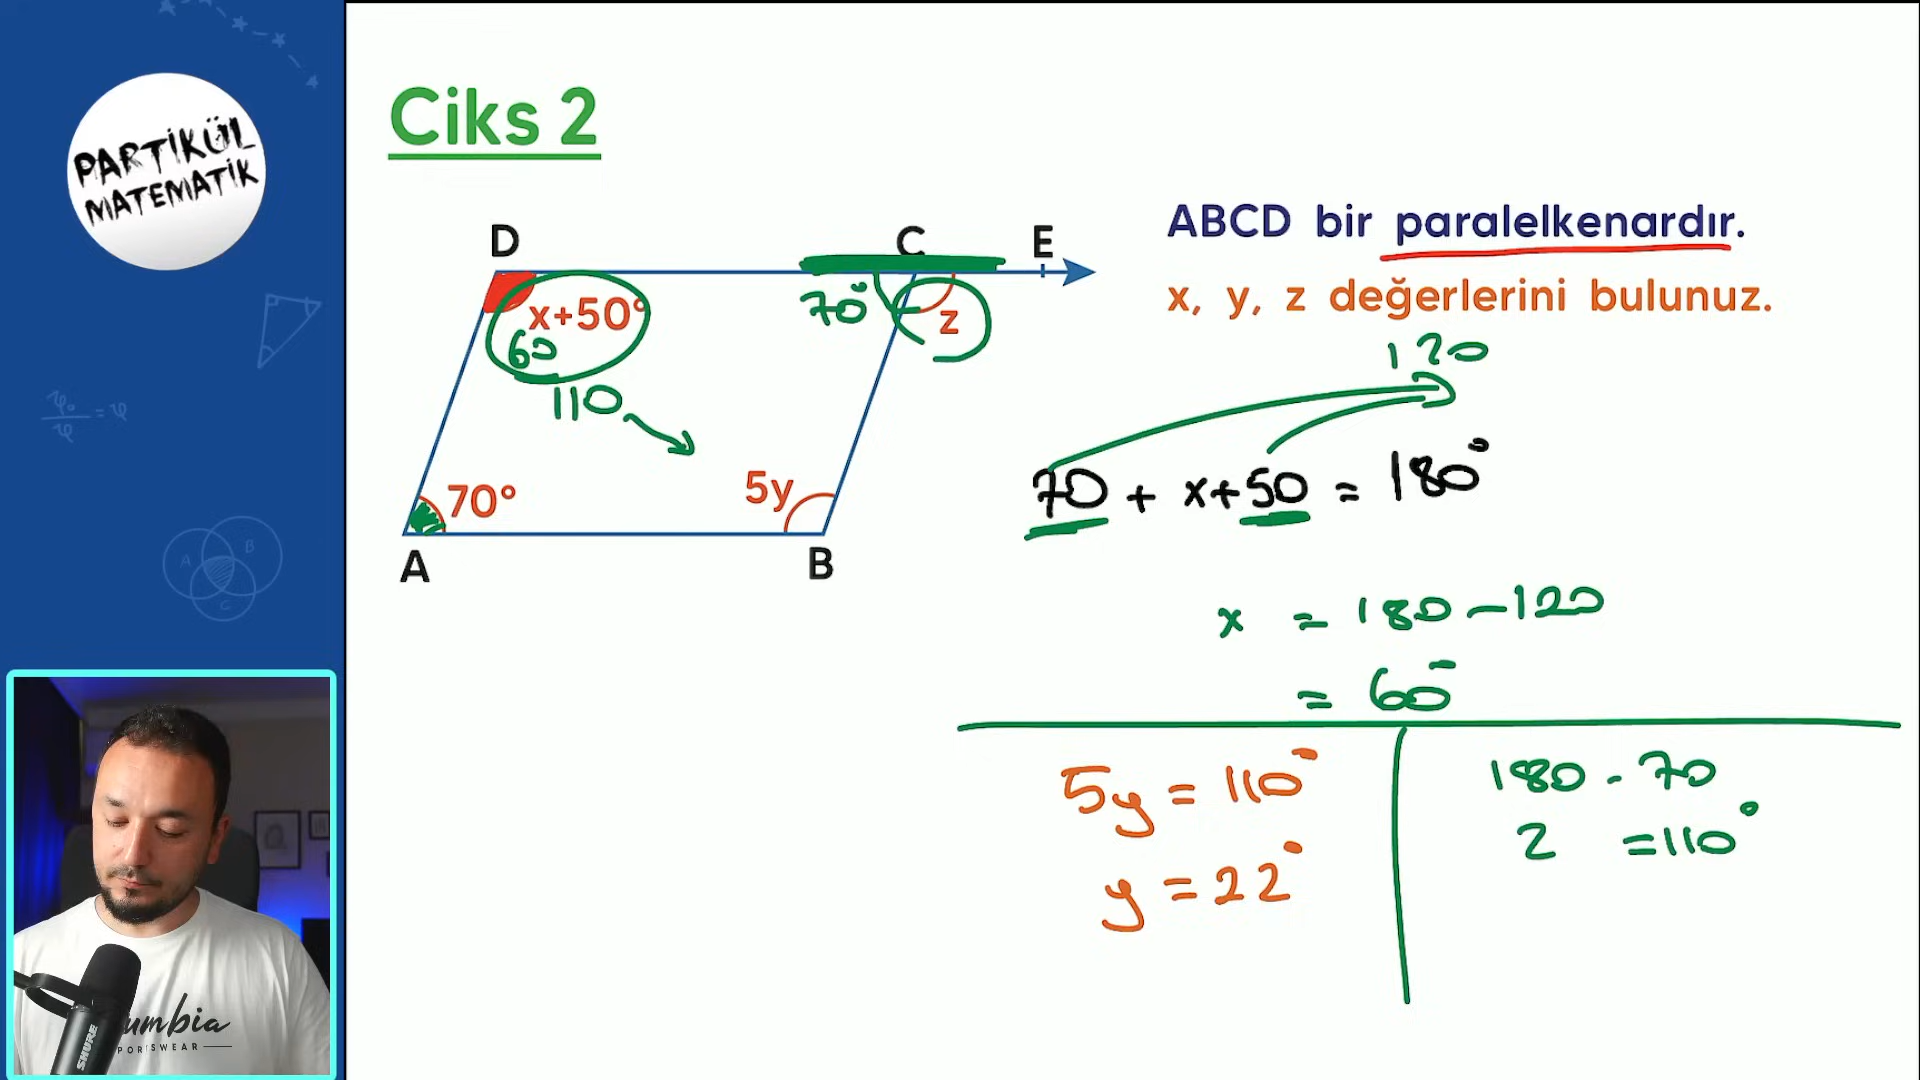 PARTİKÜL
MATEMATİK
Ciks 2
ABCD bir paralelkenardır.
x, y, z değerlerini bulunuz.
D
C
E
x+50°
60
110
70°
z
70°
5y
A
B
120
70 + x+50 = 180°
x = 180-120
= 60°
5y = 110°
y = 22°
180 - 70
z = 110°
umbia
SHURE